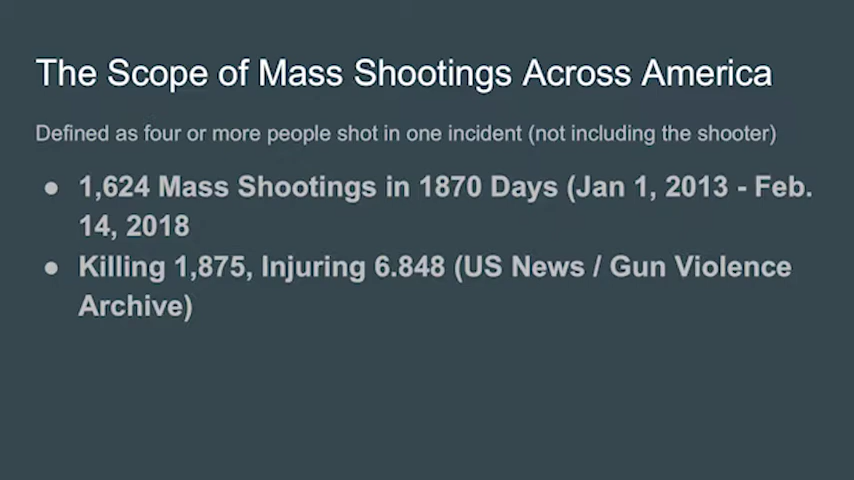 The Scope of Mass Shootings Across America
Defined as four or more people shot in one incident (not including the shooter)
● 1,624 Mass Shootings in 1870 Days (Jan 1, 2013 - Feb.
14, 2018
● Killing 1,875, Injuring 6.848 (US News / Gun Violence
Archive)